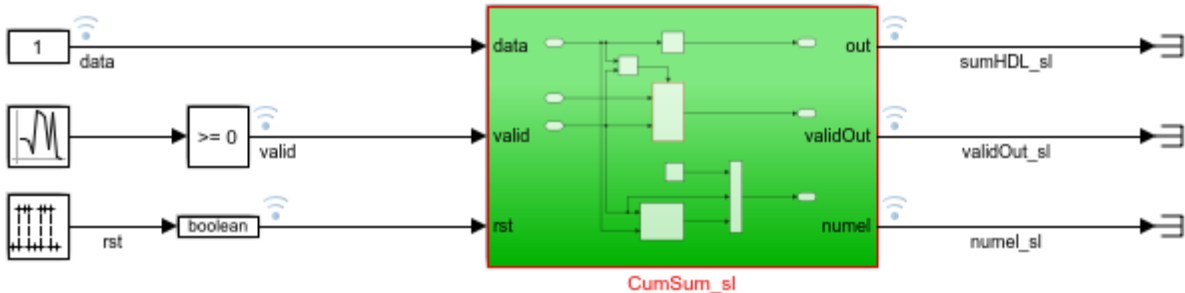 1
data
data
out
sumHDL_sl
>= 0
valid
valid
validOut
validOut_sl
rst
boolean
rst
numel
numel_sl
CumSum_sl